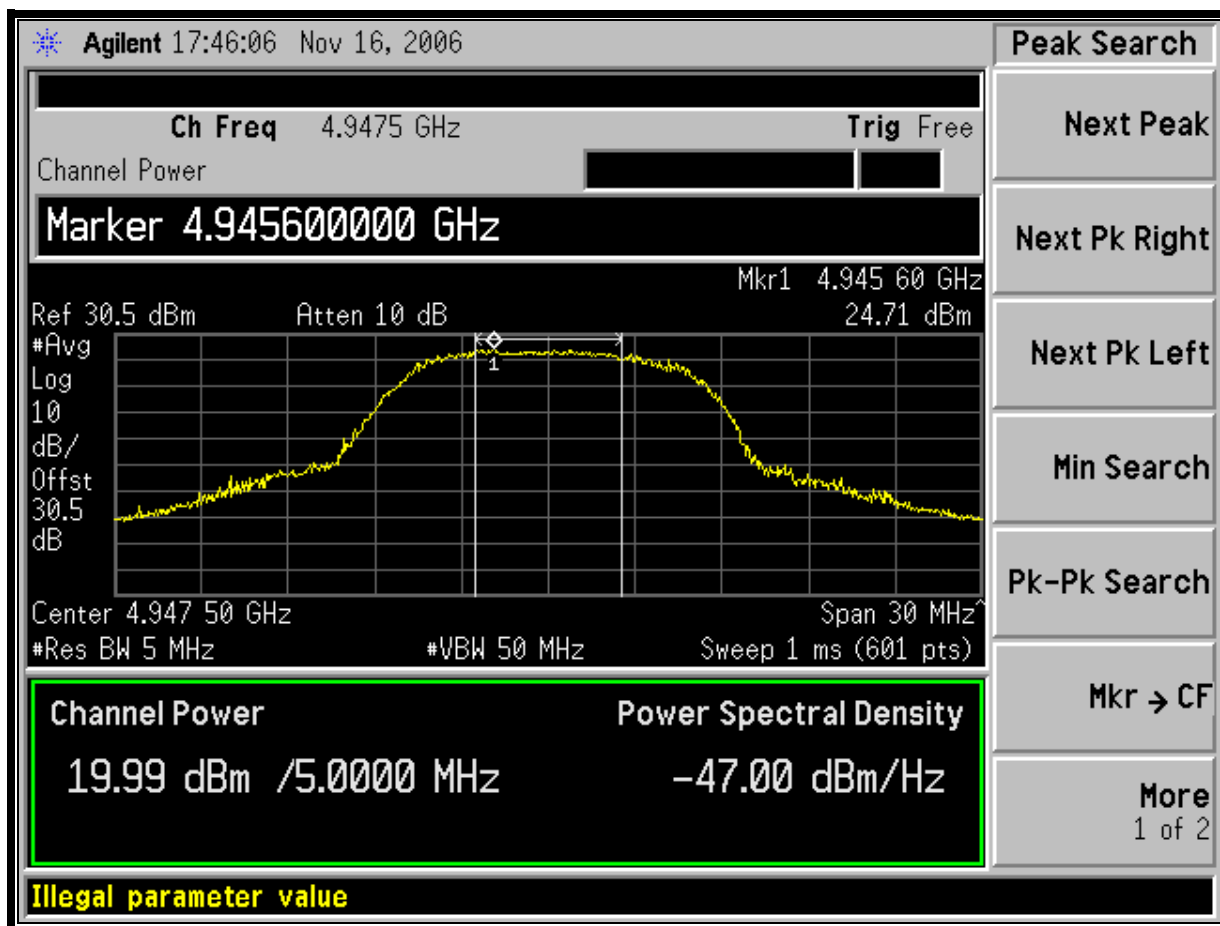 Agilent 17:46:06 Nov 16, 2006
Peak Search
Ch Freq 4.9475 GHz Trig Free
Channel Power
Next Peak
Marker 4.945600000 GHz
Next Pk Right
Mkr1 4.945 60 GHz
Ref 30.5 dBm Atten 10 dB 24.71 dBm
#Avg
Log
10
dB/
Offst
30.5
dB
1
Next Pk Left
Min Search
Center 4.947 50 GHz Span 30 MHz^
#Res BW 5 MHz #VBW 50 MHz Sweep 1 ms (601 pts)
Pk-Pk Search
Channel Power Power Spectral Density
19.99 dBm /5.0000 MHz -47.00 dBm/Hz
Mkr → CF
More
1 of 2
Illegal parameter value